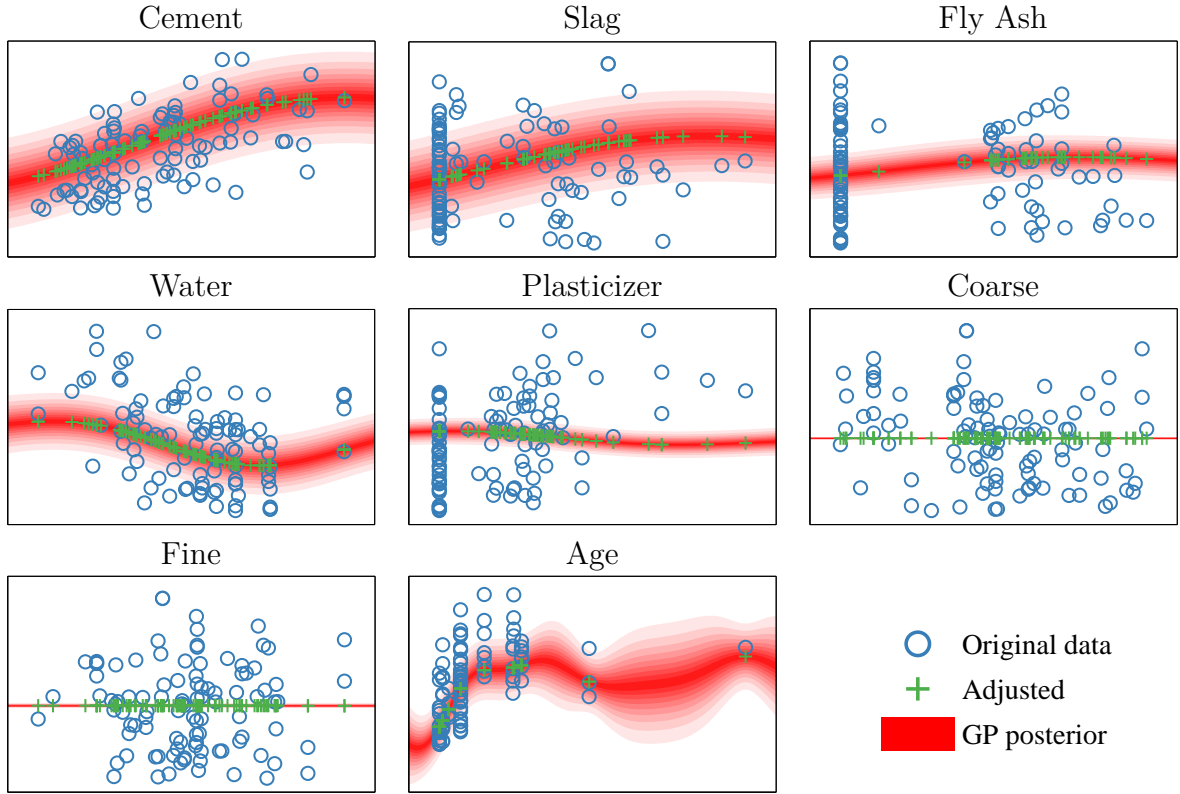 Cement
Slag
Fly Ash
Water
Plasticizer
Coarse
Fine
Age
Original data
Adjusted
GP posterior